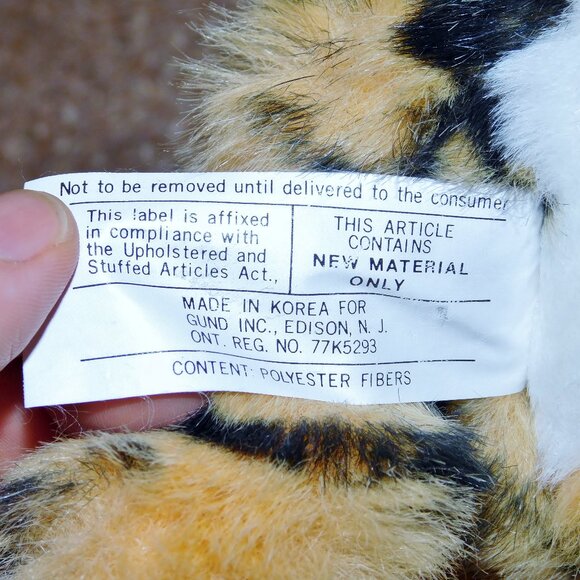 Not to be removed until delivered to the consumer
This label is affixed
in compliance with
the Upholstered and
Stuffed Articles Act.,
THIS ARTICLE
CONTAINS
NEW MATERIAL
ONLY
MADE IN KOREA FOR
GUND INC., EDISON, N. J.
ONT. REG. NO. 77K5293
CONTENT: POLYESTER FIBERS